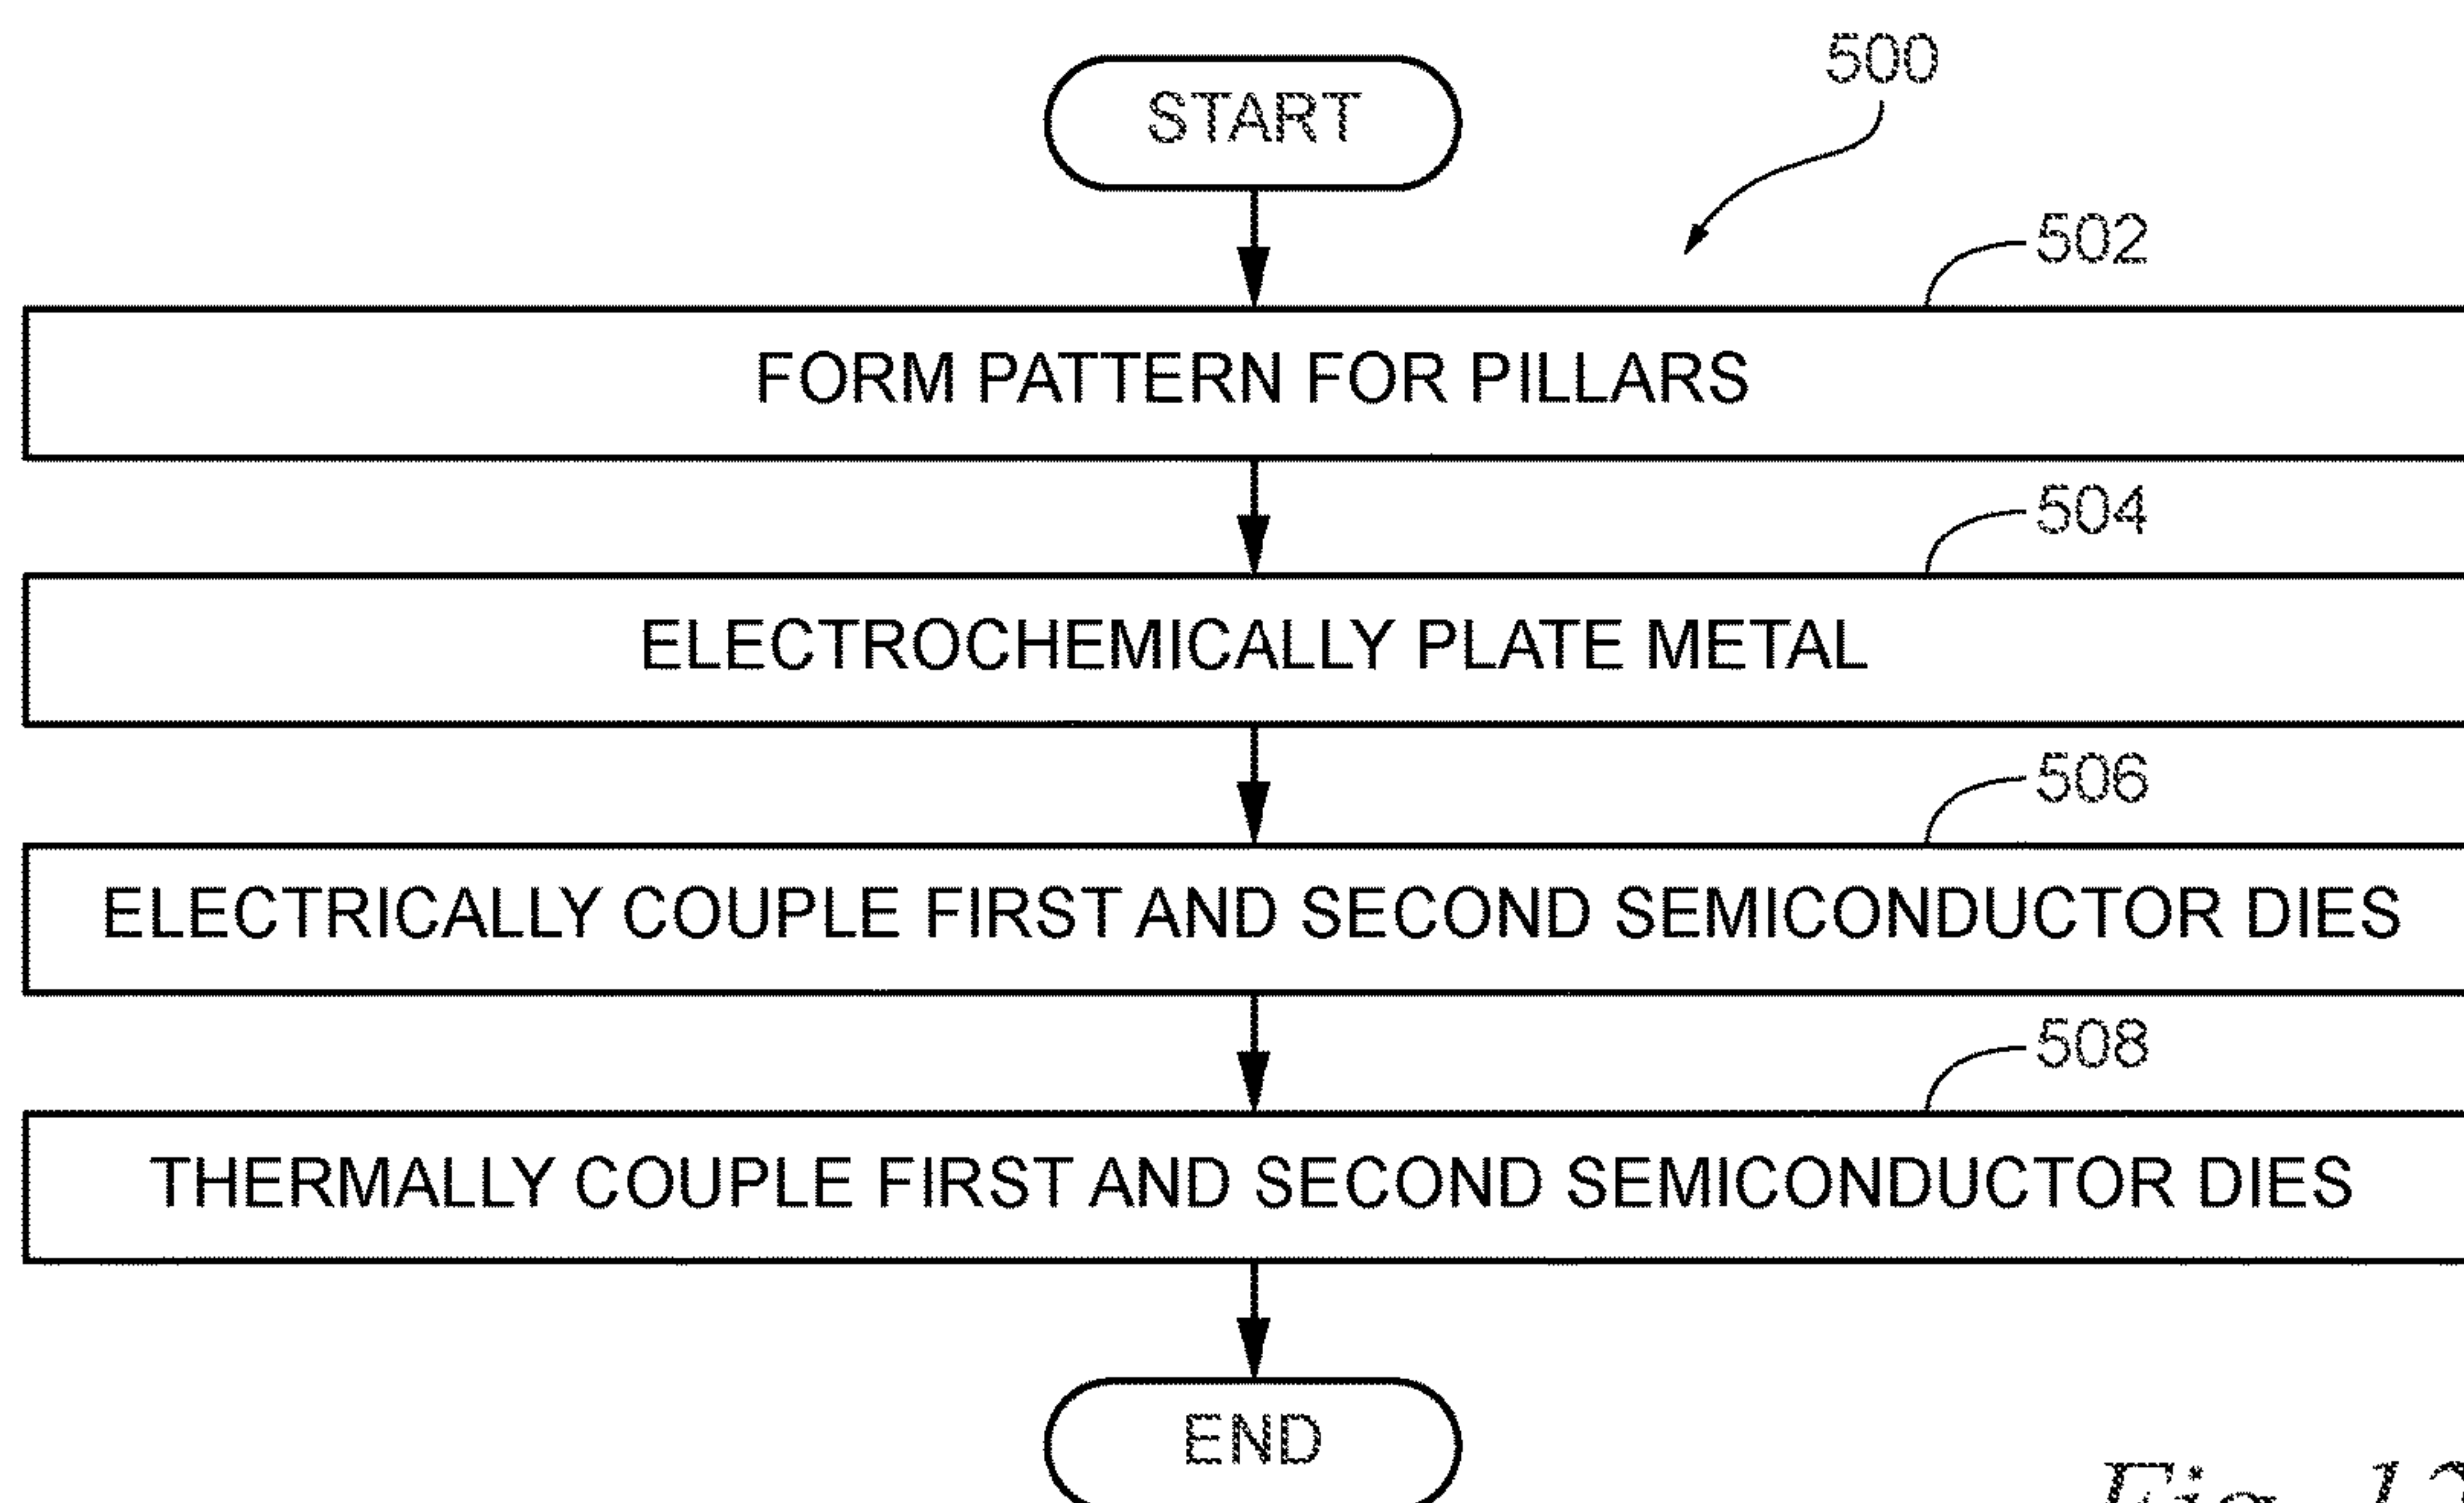 500
START
502
FORM PATTERN FOR PILLARS
504
ELECTROCHEMICALLY PLATE METAL
506
ELECTRICALLY COUPLE FIRST AND SECOND SEMICONDUCTOR DIES
508
THERMALLY COUPLE FIRST AND SECOND SEMICONDUCTOR DIES
END
Fig.